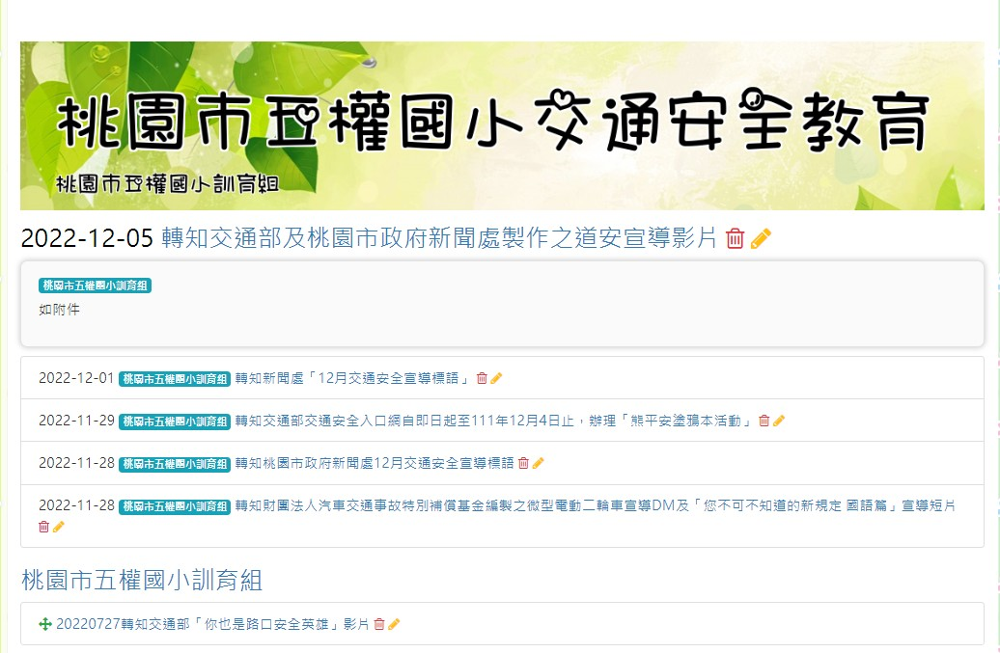 桃園市五權國小交通安全教育
桃園市五權國小訓育組
2022-12-05 轉知交通部及桃園市政府新聞處製作之道安宣導影片
桃園市五權國小訓育組
如附件
2022-12-01 桃園市五權國小訓育組 轉知新聞處「12月交通安全宣導標語」
2022-11-29 桃園市五權國小訓育組 轉知交通部交通安全入口網自即日起至111年12月4日止，辦理「熊平安塗鴉本活動」
2022-11-28 桃園市五權國小訓育組 轉知桃園市政府新聞處12月交通安全宣導標語
2022-11-28 桃園市五權國小訓育組 轉知財團法人汽車交通事故特別補償基金編製之微型電動二輪車宣導DM及「您不可不知道的新規定 國語篇」宣導短片
桃園市五權國小訓育組
20220727轉知交通部「你也是路口安全英雄」影片